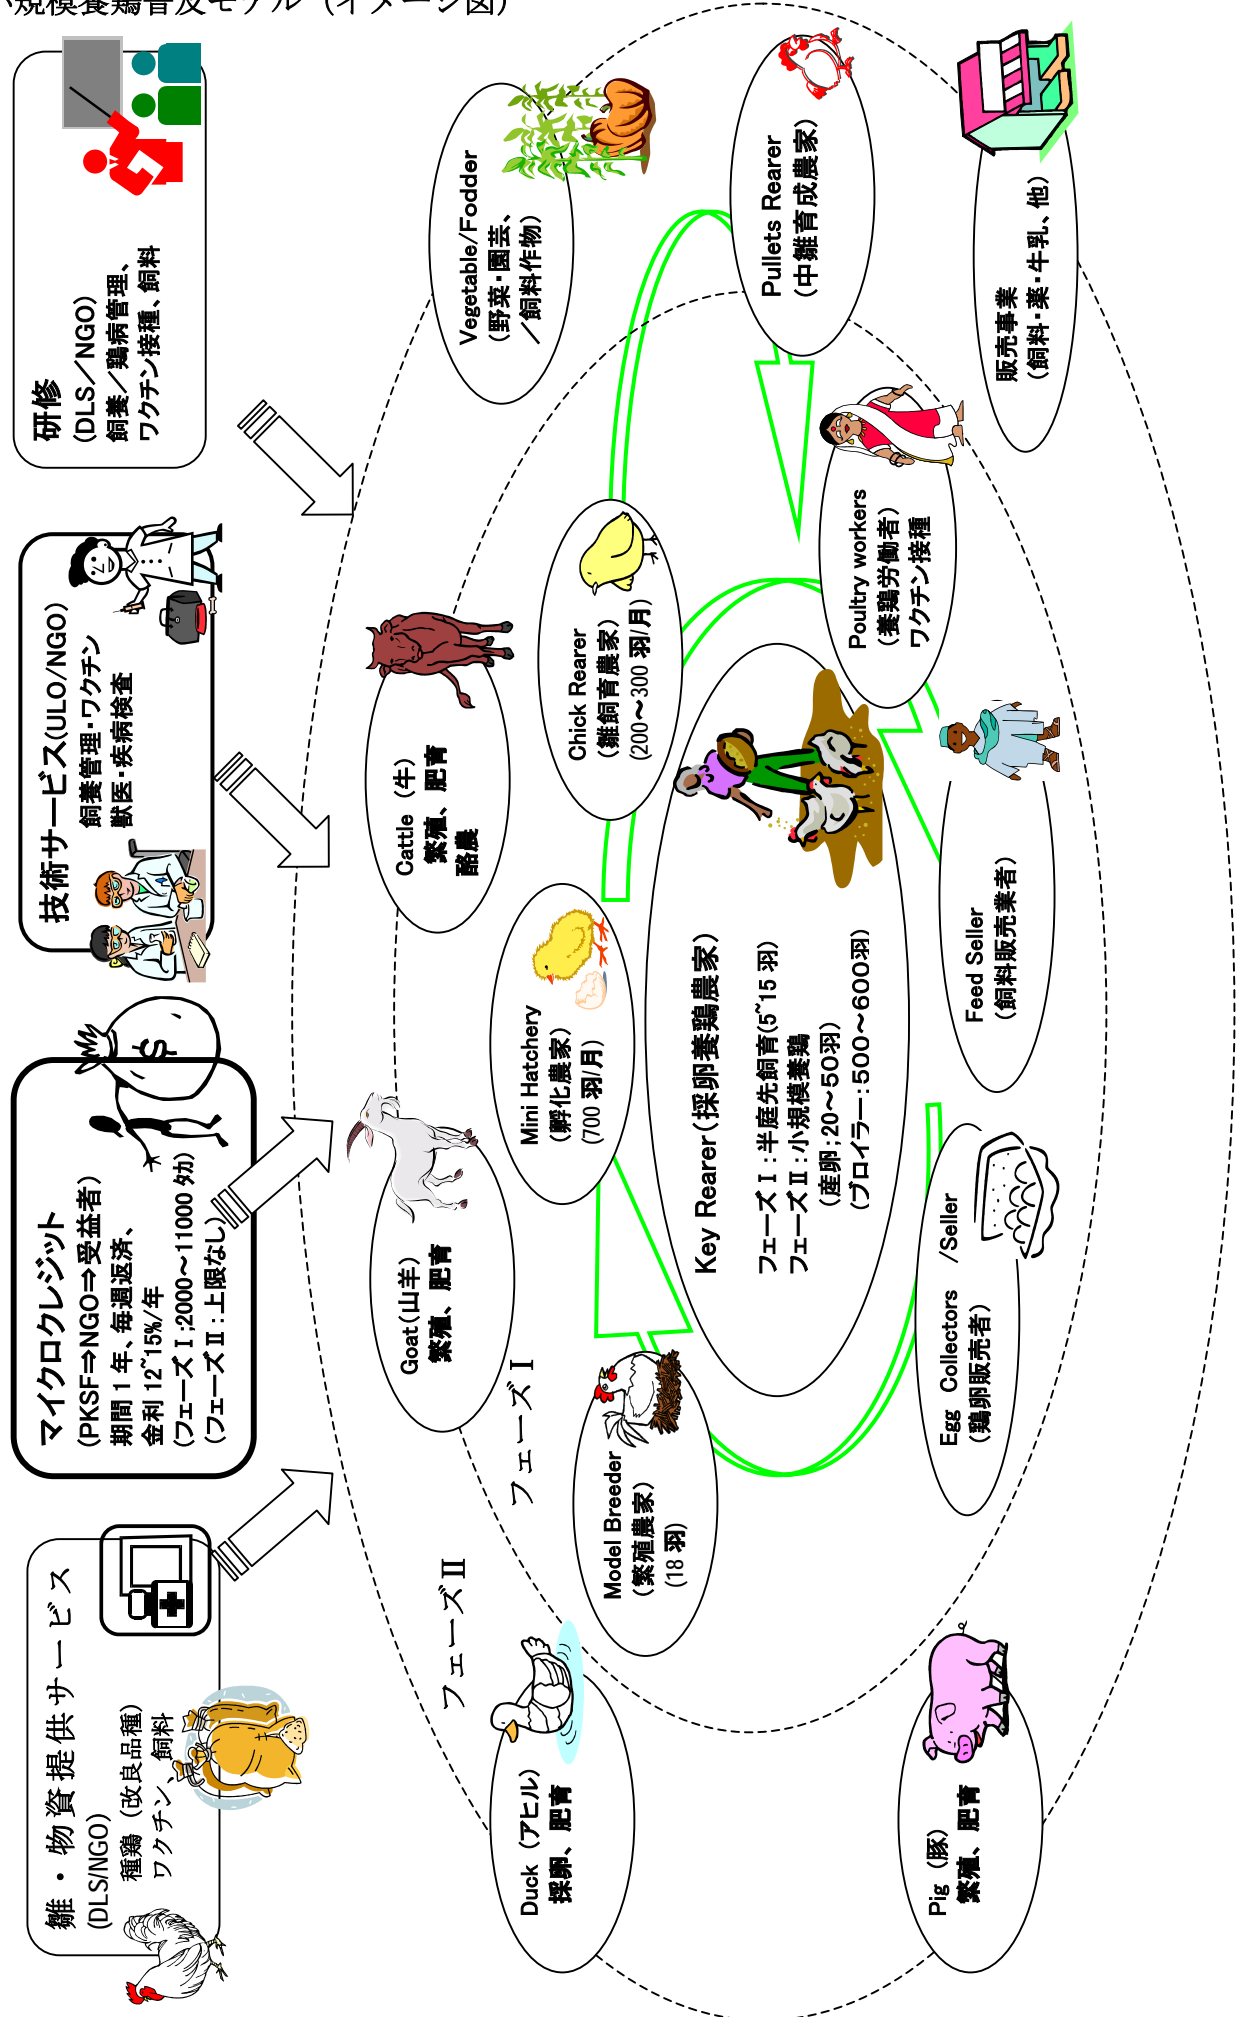 規模養鶏普及モデル（イメージ図）
雛・物資提供サービス
(DLS/NGO)
種鶏（改良品種）
ワクチン、飼料
マイクロクレジット
(PKSF⇒NGO⇒受益者)
期間１年、毎週返済、
金利 12~15%/年
(フェーズⅠ;2000～11000 ㌆)
(フェーズⅡ:上限なし)
技術サービス(ULO/NGO)
飼養管理・ワクチン
獣医・疾病検査
研修
(DLS／NGO)
飼養／鶏病管理、
ワクチン接種、飼料
フェーズⅡ
フェーズⅠ
Duck（アヒル）
採卵、肥育
Goat(山羊)
繁殖、肥育
Cattle（牛）
繁殖、肥育
酪農
Vegetable/Fodder
(野菜・園芸、
／飼料作物)
Model Breeder
(繁殖農家)
(18 羽)
Mini Hatchery
(孵化農家)
(700 羽/月)
Chick Rearer
(雛飼育農家)
(200～300 羽/月)
Pullets Rearer
(中雛育成農家)
Key Rearer(採卵養鶏農家)
フェーズⅠ:半庭先飼育(5~15 羽)
フェーズⅡ:小規模養鶏
(産卵;20～50羽)
(ブロイラー:500～600羽)
Poultry workers
(養鶏労働者)
ワクチン接種
Egg Collectors /Seller
(鶏卵販売者)
Feed Seller
(飼料販売業者)
販売事業
(飼料・薬・牛乳、他)
Pig（豚）
繁殖、肥育